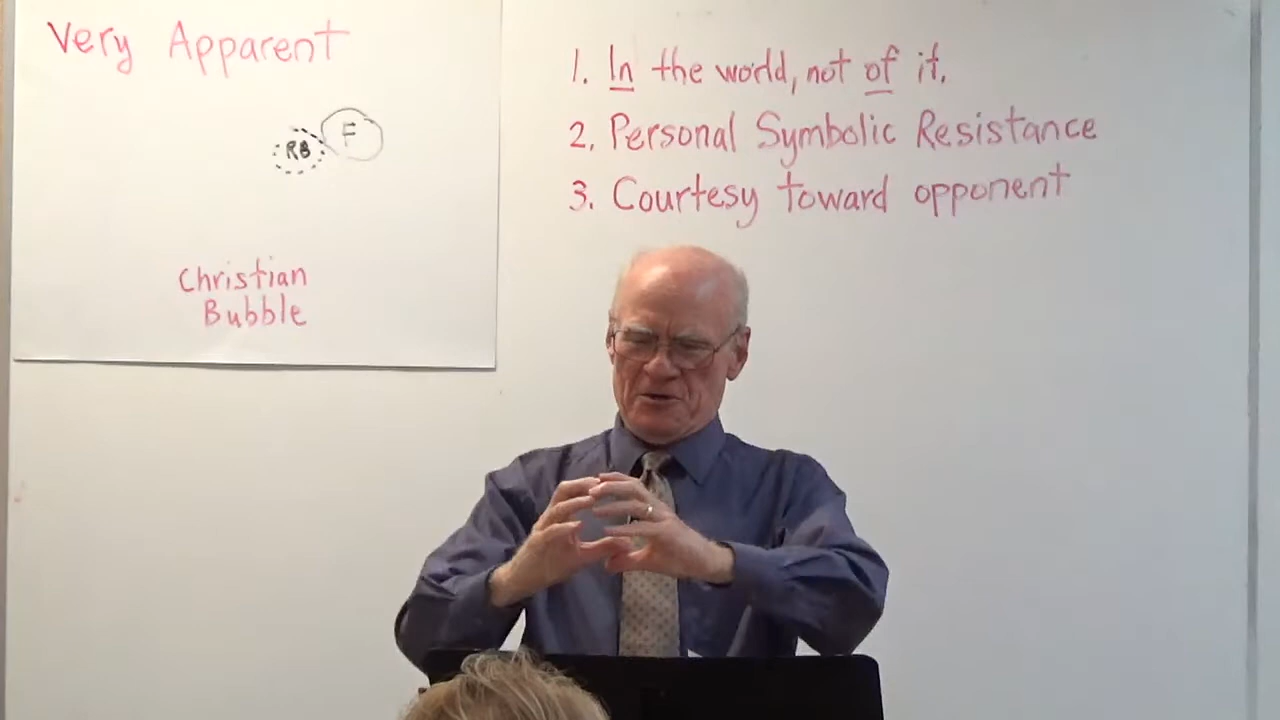 Very Apparent
RB
F
Christian
Bubble
1. In the world, not of it.
2. Personal Symbolic Resistance
3. Courtesy toward opponent